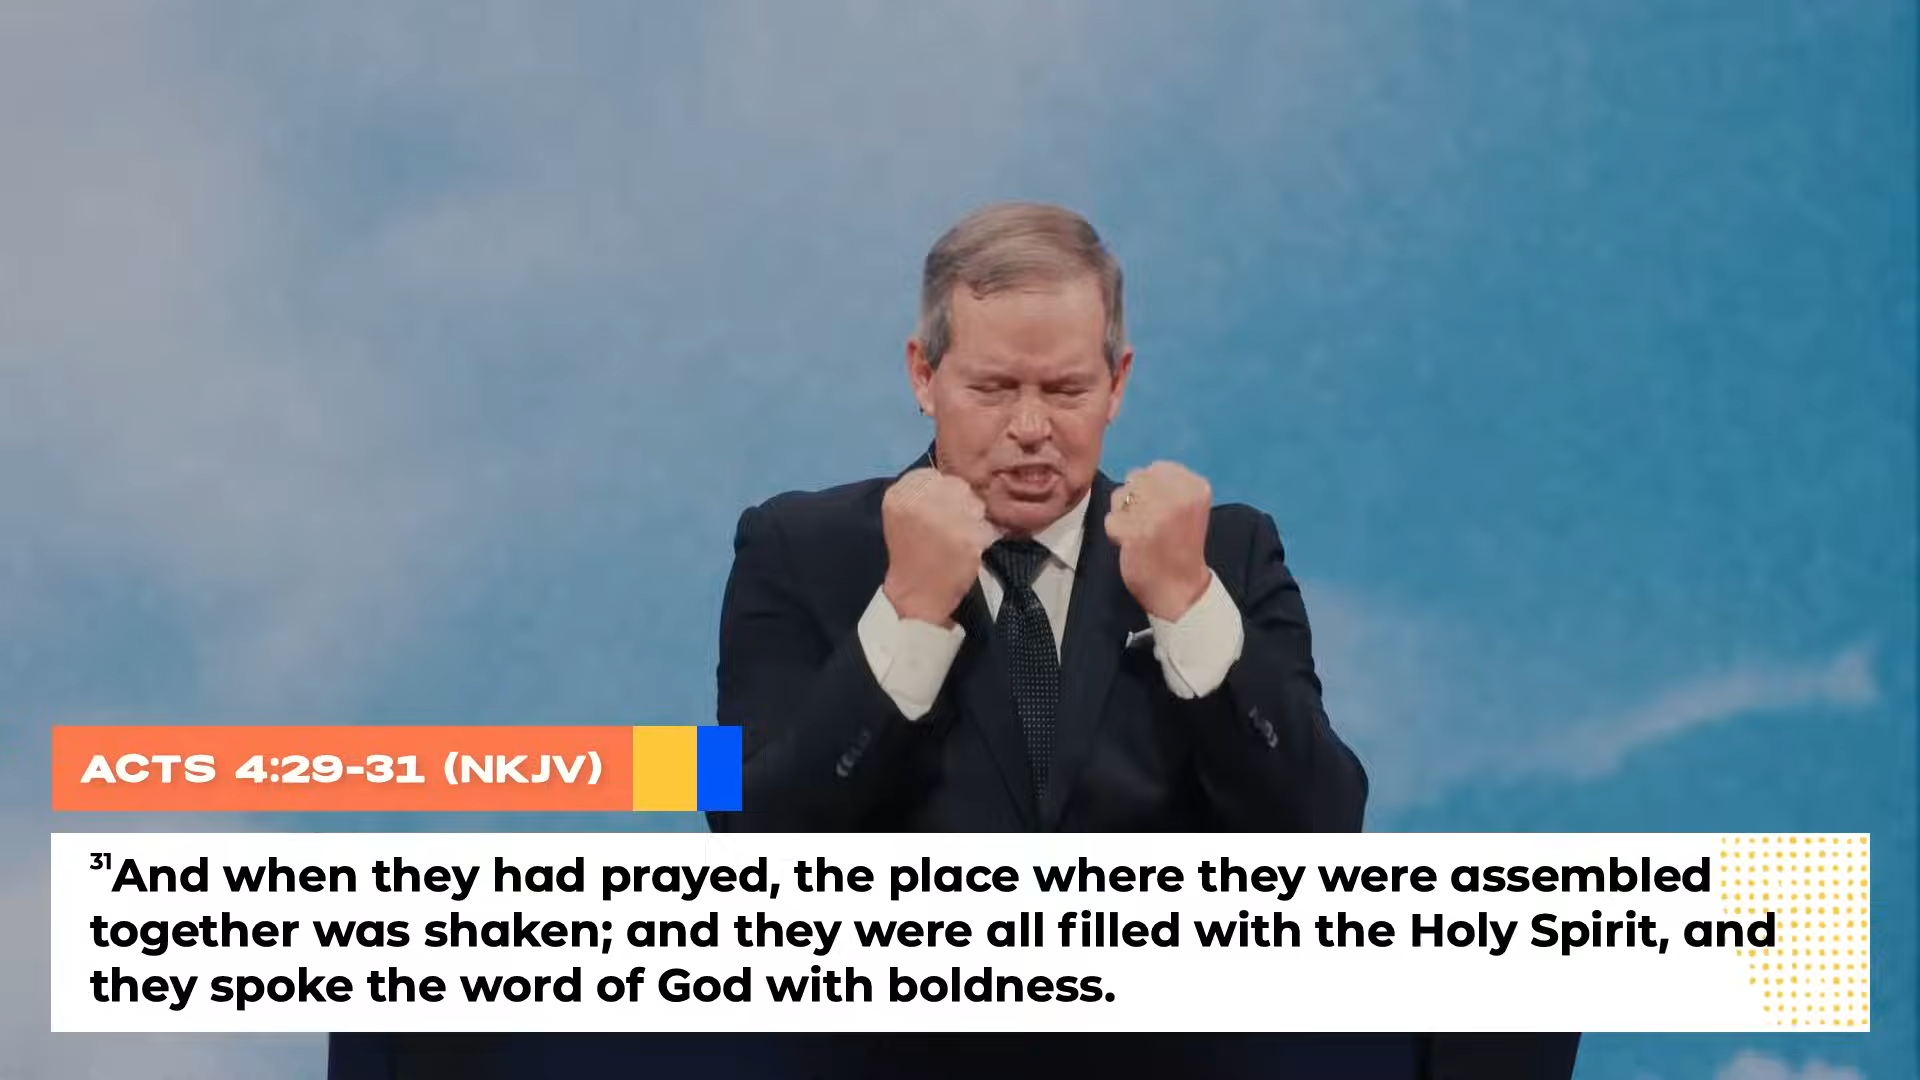 ACTS 4:29-31 (NKJV)
31And when they had prayed, the place where they were assembled
together was shaken; and they were all filled with the Holy Spirit, and
they spoke the word of God with boldness.